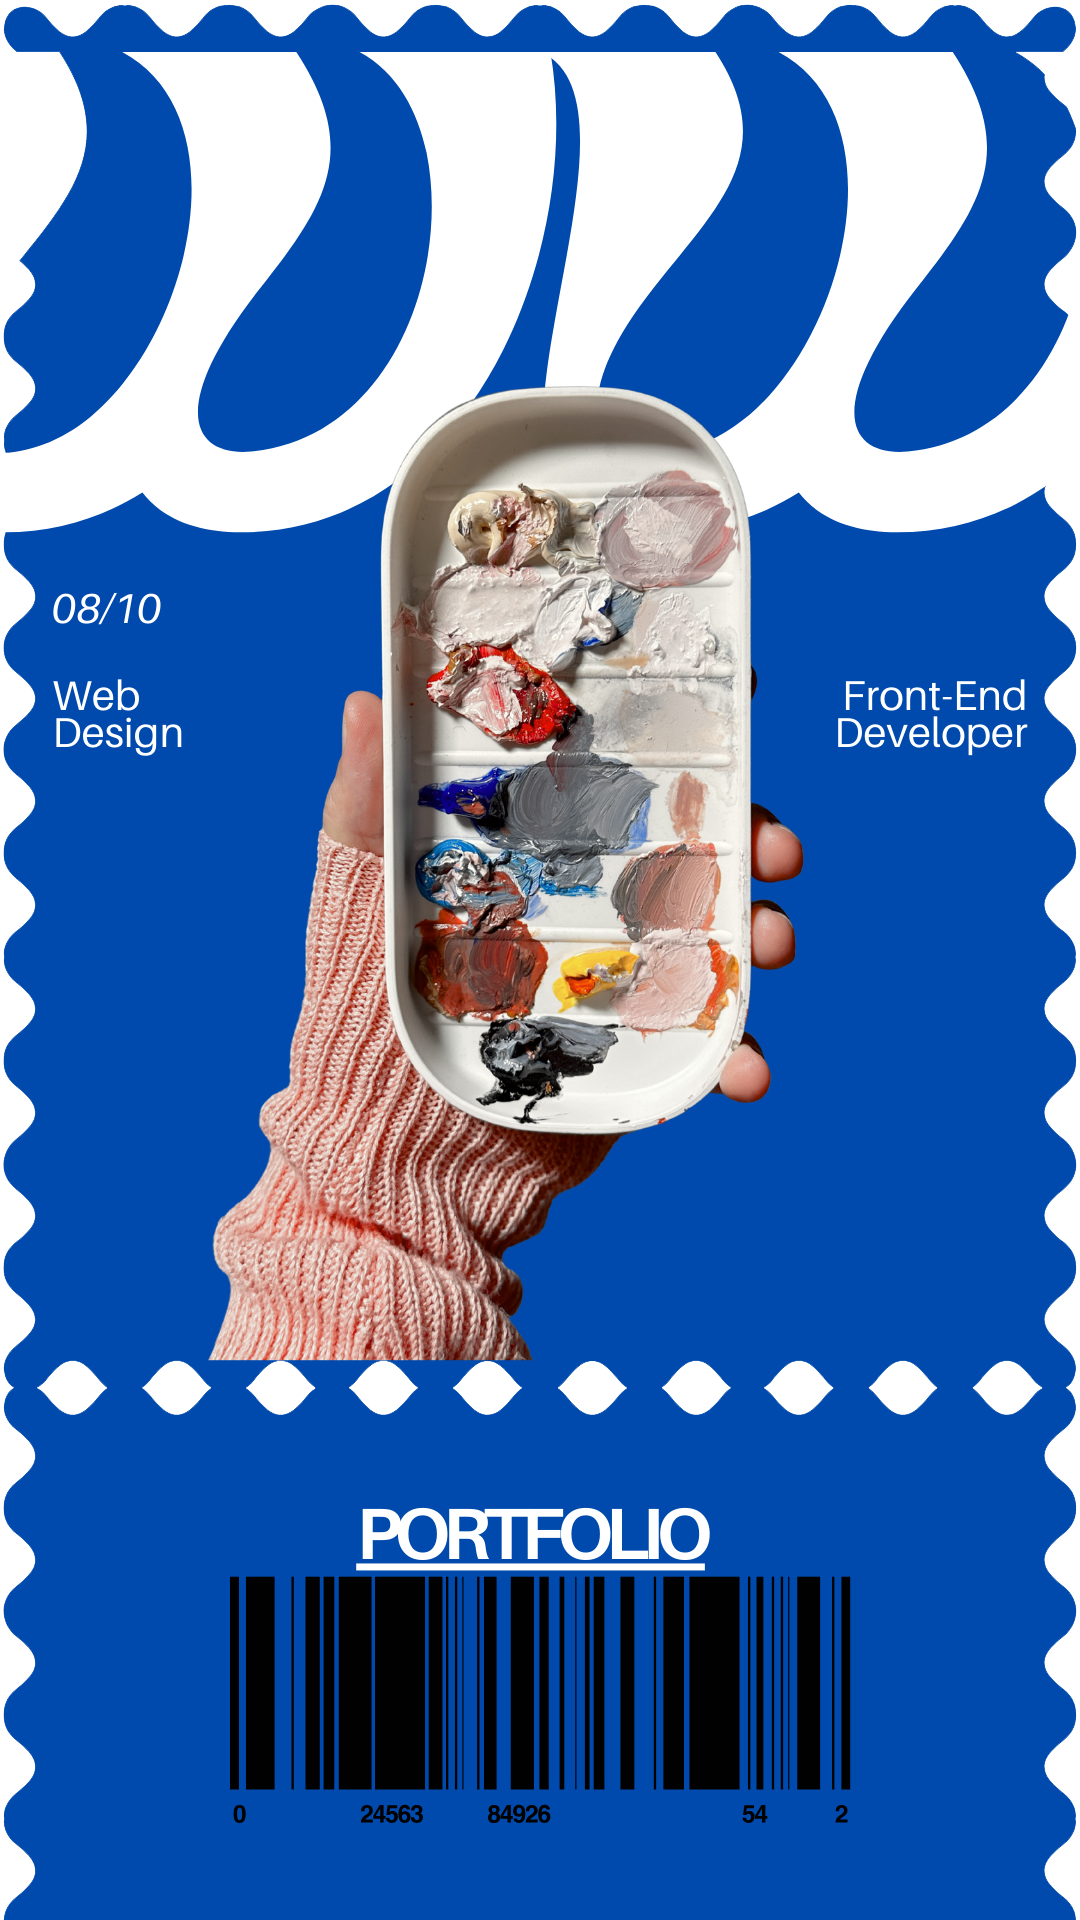 08/10
Web
Design
Front-End
Developer
PORTFOLIO
0 24563 84926 54 2